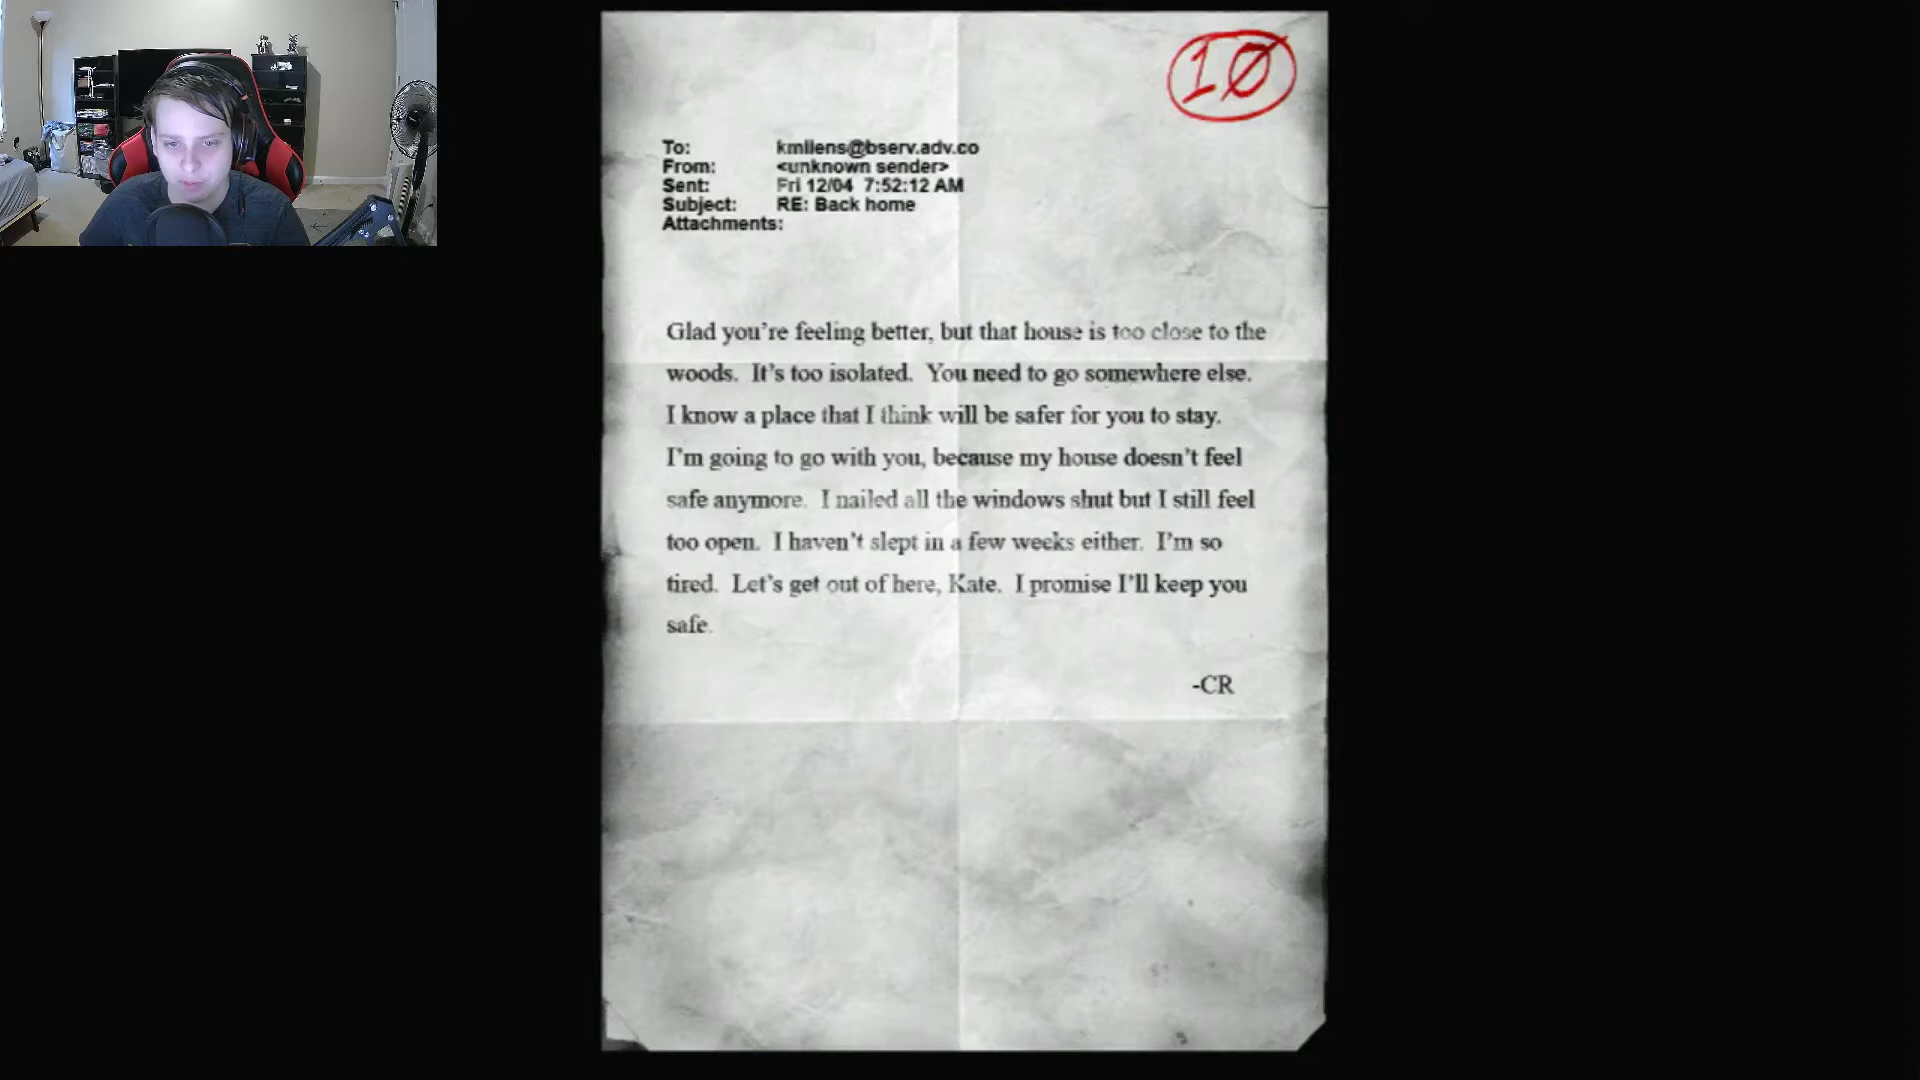 10
To: kmilens@bserv.adv.co
From: <unknown sender>
Sent: Fri 12/04 7:52:12 AM
Subject: RE: Back home
Attachments:
Glad you're feeling better, but that house is too close to the
woods. It's too isolated. You need to go somewhere else.
I know a place that I think will be safer for you to stay.
I'm going to go with you, because my house doesn't feel
safe anymore. I nailed all the windows shut but I still feel
too open. I haven't slept in a few weeks either. I'm so
tired. Let's get out of here, Kate. I promise I'll keep you
safe.
-CR